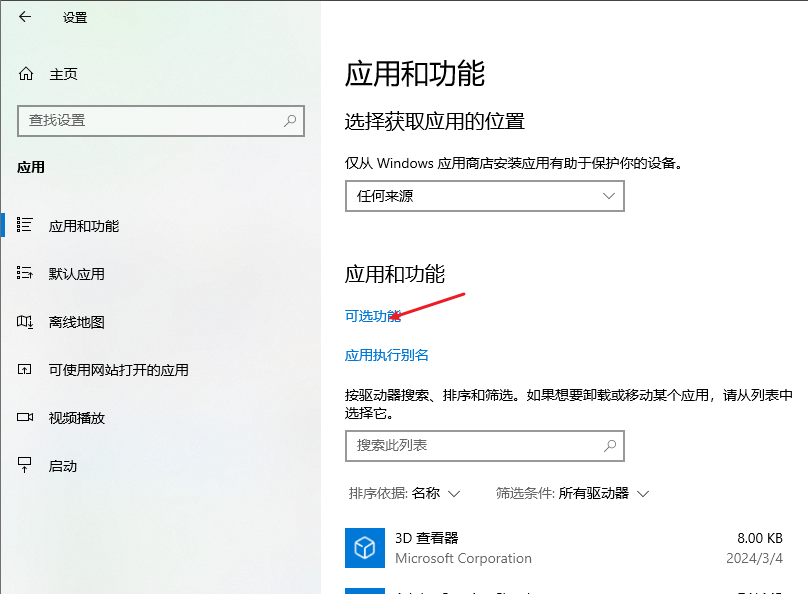 设置
主页
查找设置
应用
应用和功能
默认应用
离线地图
可使用网站打开的应用
视频播放
启动
应用和功能
选择获取应用的位置
仅从 Windows 应用商店安装应用有助于保护你的设备。
任何来源
应用和功能
可选功能
应用执行别名
按驱动器搜索、排序和筛选。如果想要卸载或移动某个应用，请从列表中
选择它。
搜索此列表
排序依据: 名称 筛选条件: 所有驱动器
3D 查看器 8.00 KB
Microsoft Corporation 2024/3/4